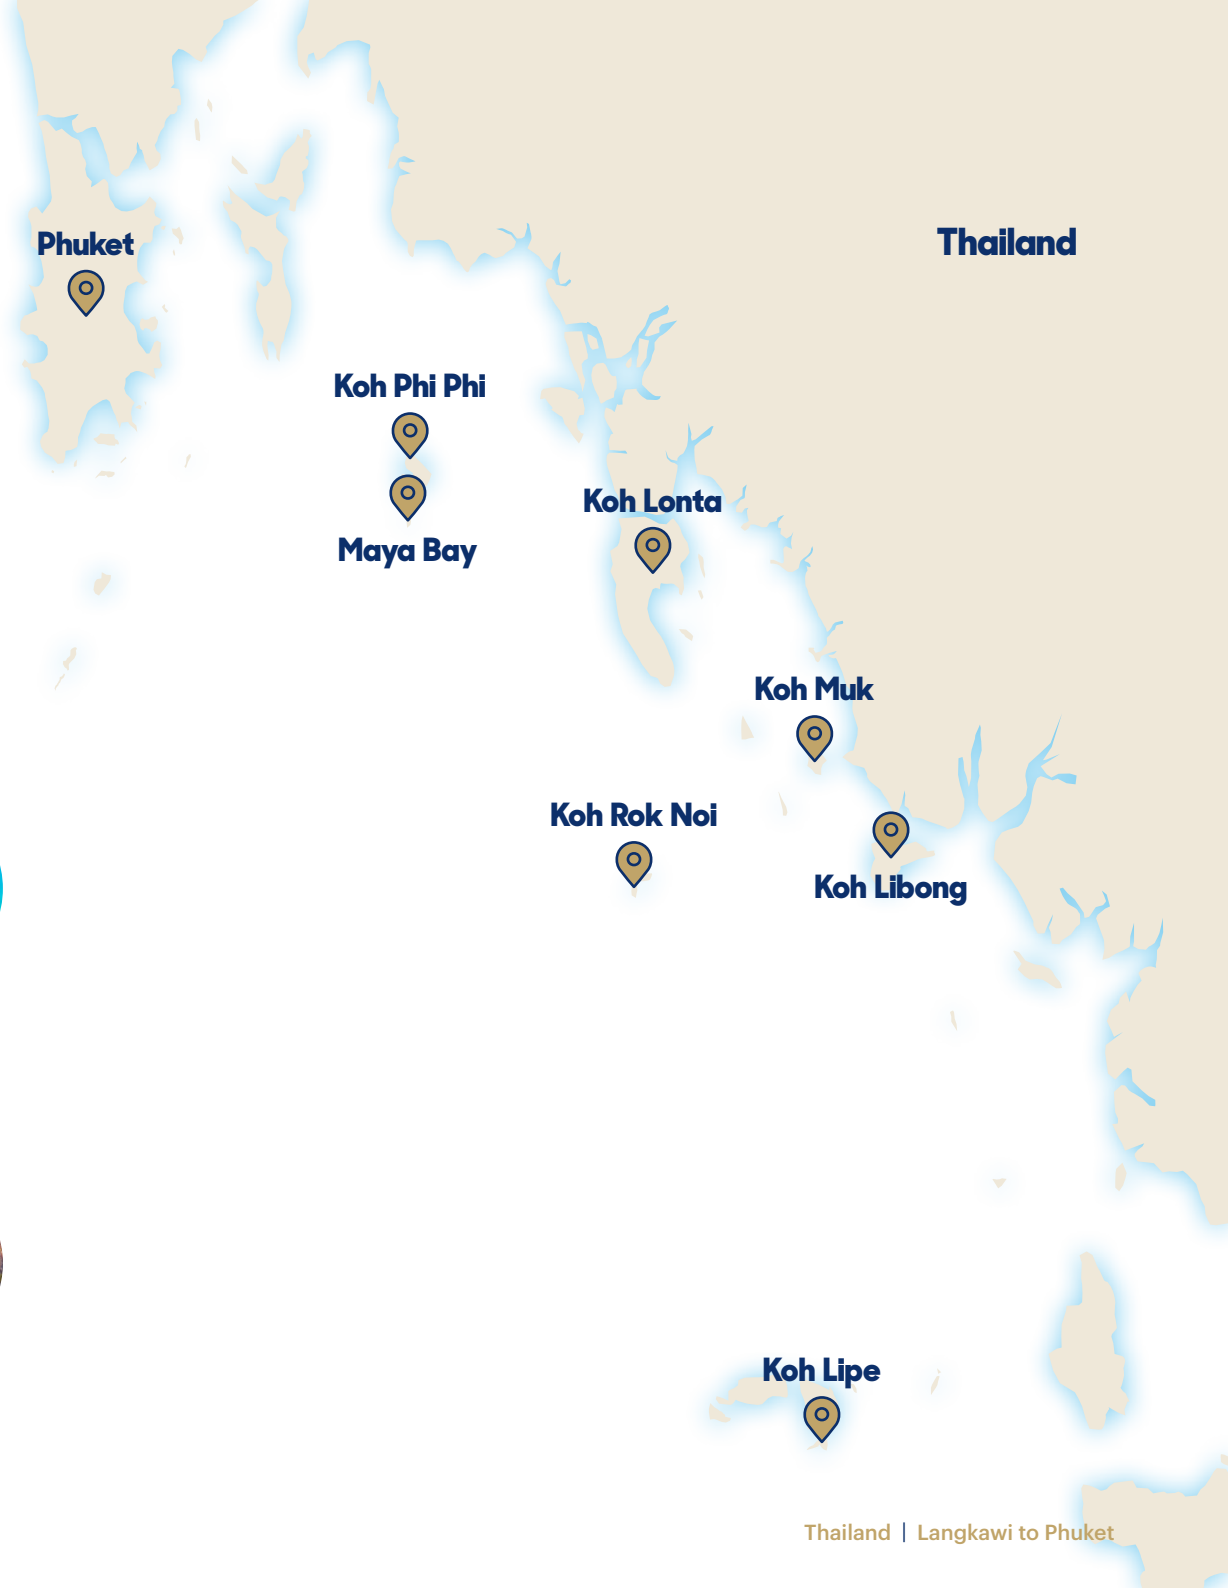 Phuket
Thailand
Koh Phi Phi
Koh Lonta
Maya Bay
Koh Muk
Koh Rok Noi
Koh Libong
Koh Lipe
Thailand | Langkawi to Phuket